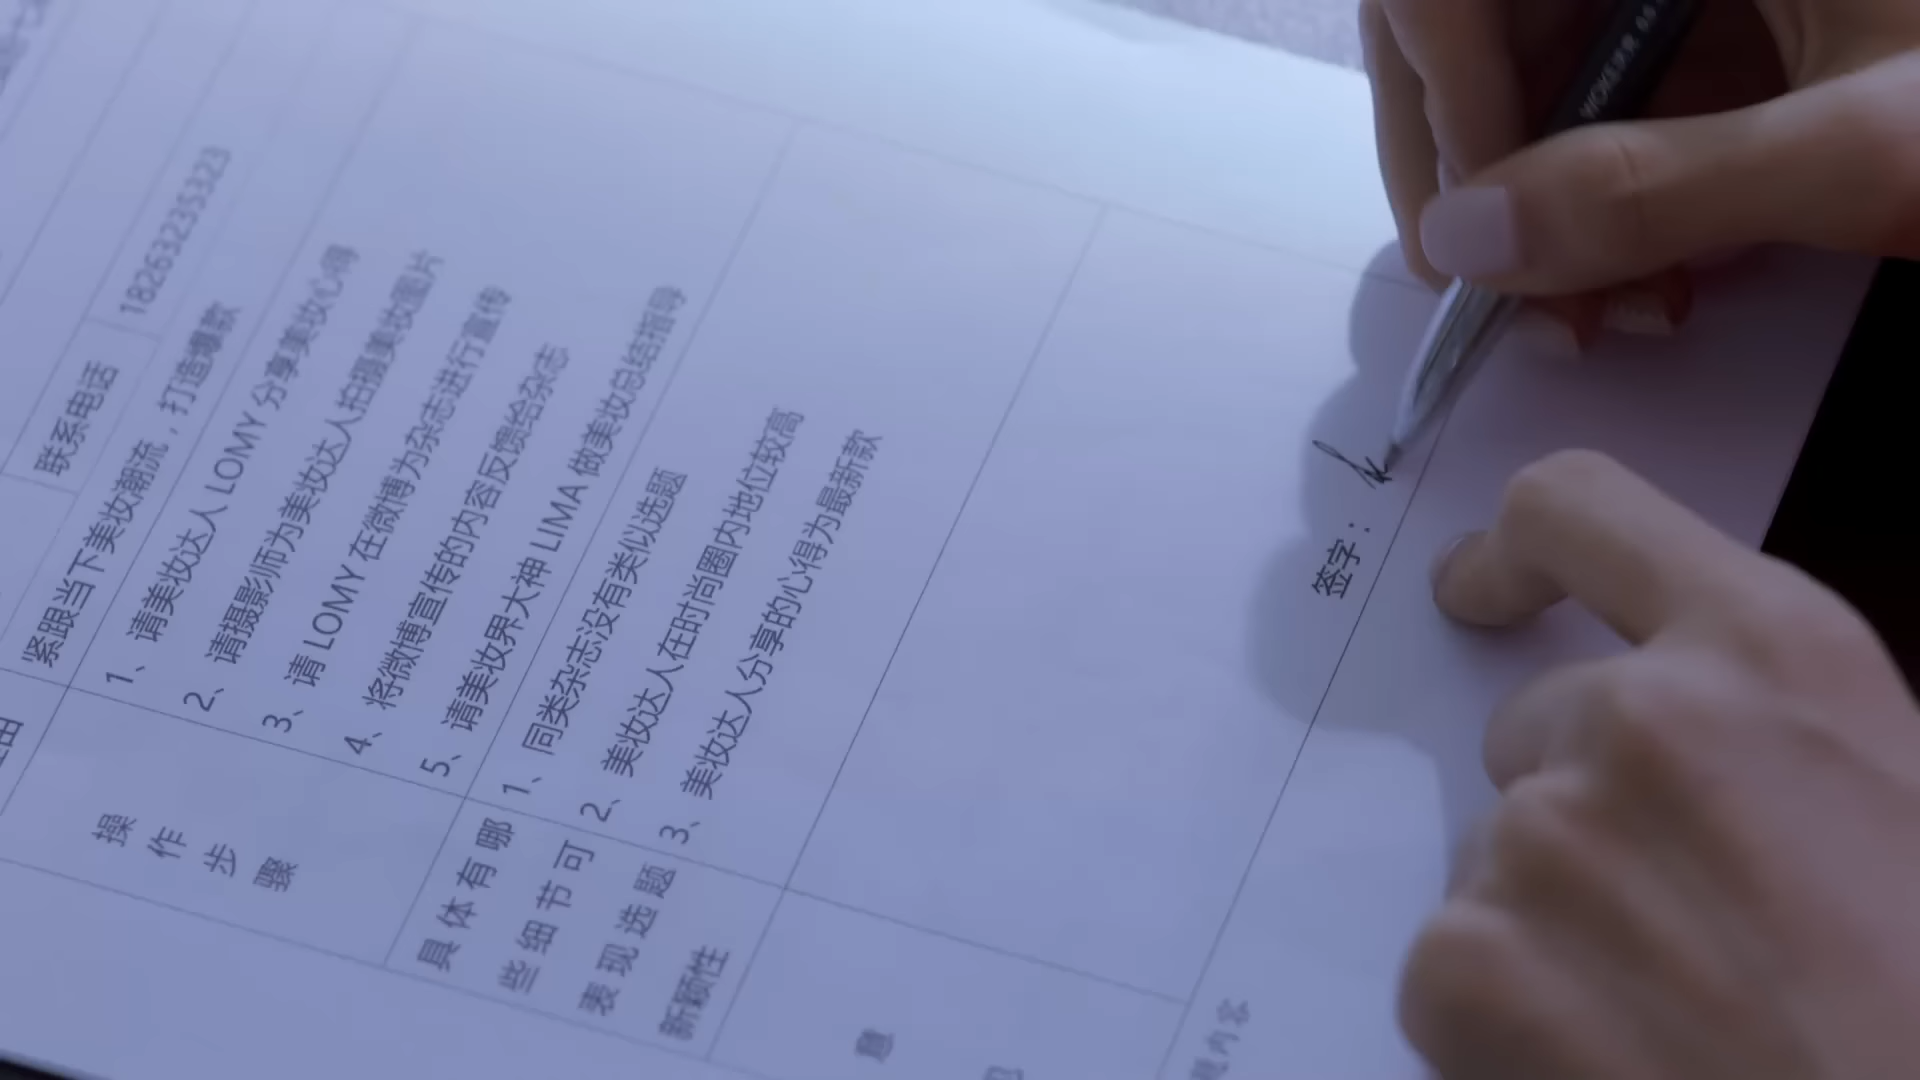 联系电话
18263235323
紧跟当下美妆潮流，打造爆款
操作步骤
1、请美妆达人 LOMY 分享美妆心得
2、请摄影师为美妆达人拍摄美妆图片
3、请 LOMY 在微博为杂志进行宣传
4、将微博宣传的内容反馈给杂志
5、请美妆界大神 LIMA 做美妆总结指导
具体有哪
些细节可
表现选题
新颖性
1、同类杂志没有类似选题
2、美妆达人在时尚圈内地位较高
3、美妆达人分享的心得为最新款
意
签字：
内容